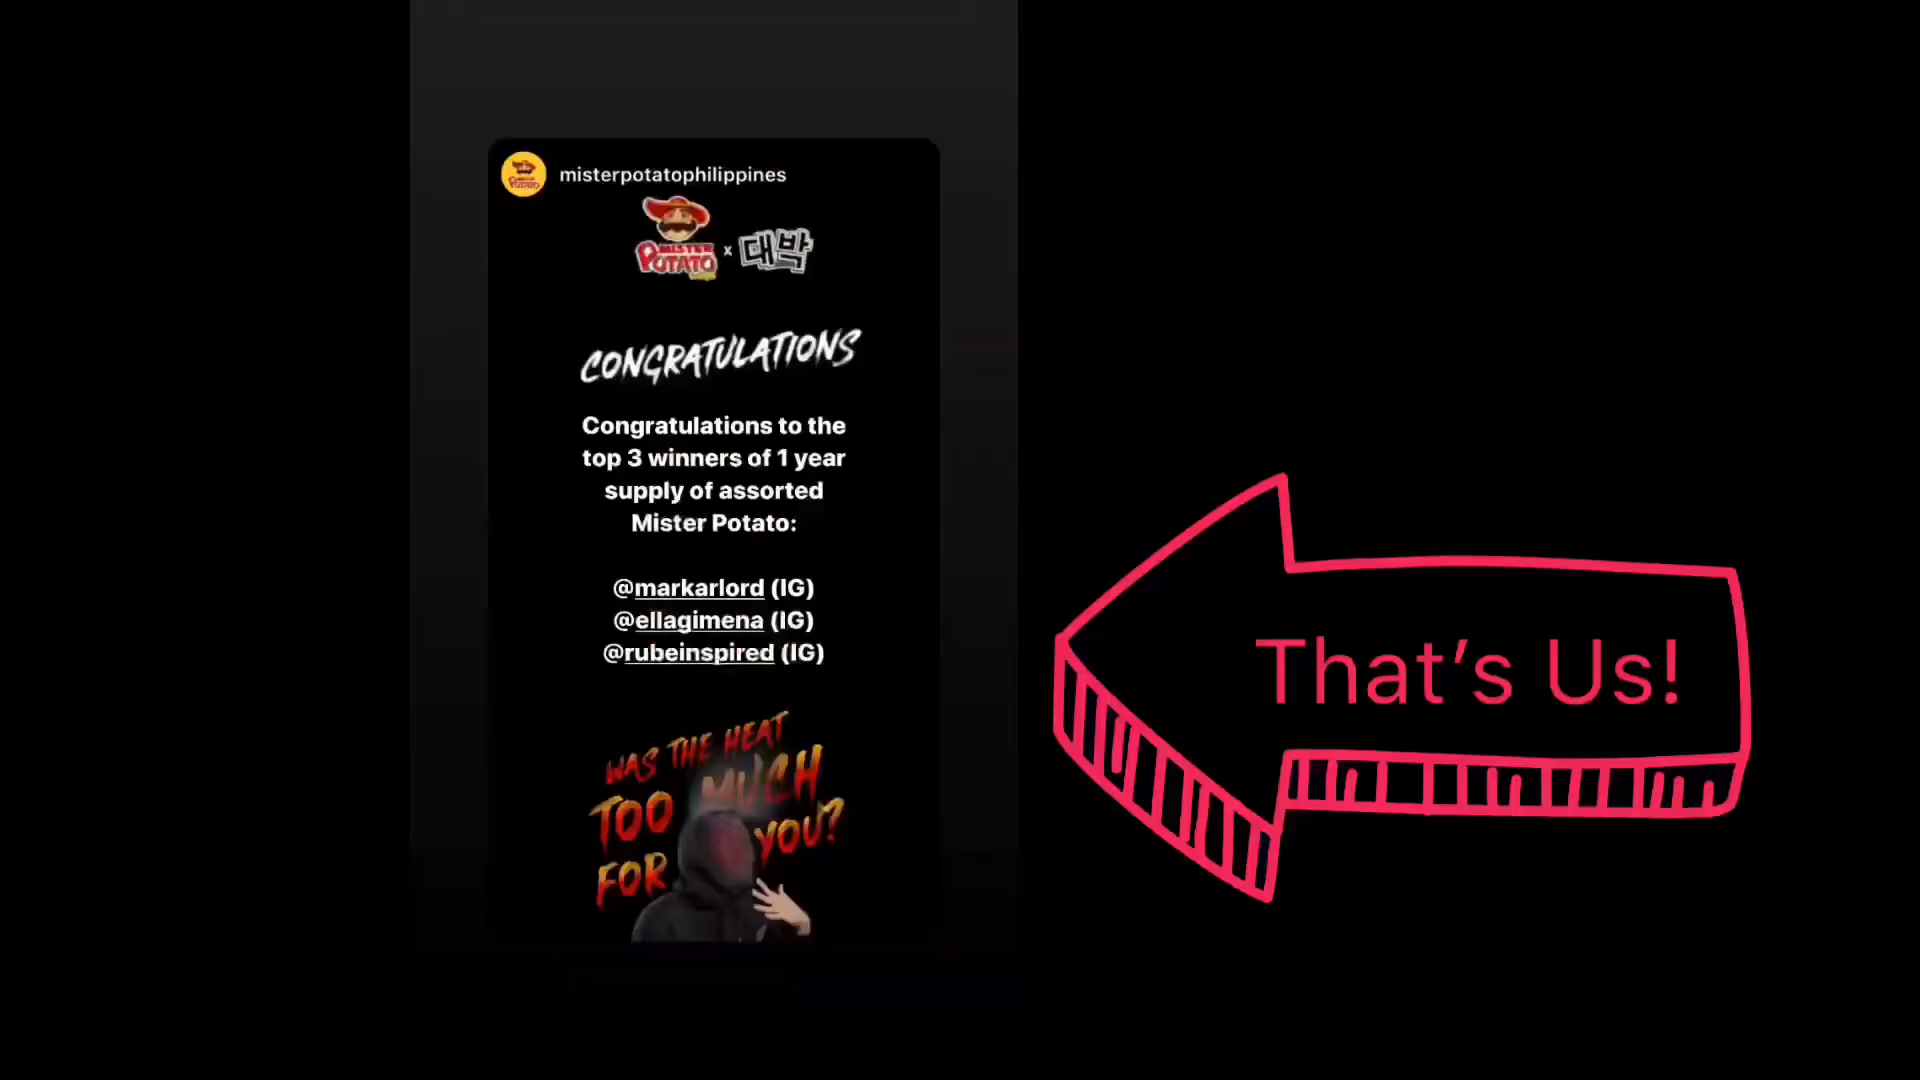 misterpotatophilippines
MISTER
POTATO
x
대박
CONGRATULATIONS
Congratulations to the
top 3 winners of 1 year
supply of assorted
Mister Potato:
@markarlord (IG)
@ellagimena (IG)
@rubeinspired (IG)
WAS THE HEAT
TOO MUCH
FOR YOU?
That's Us!